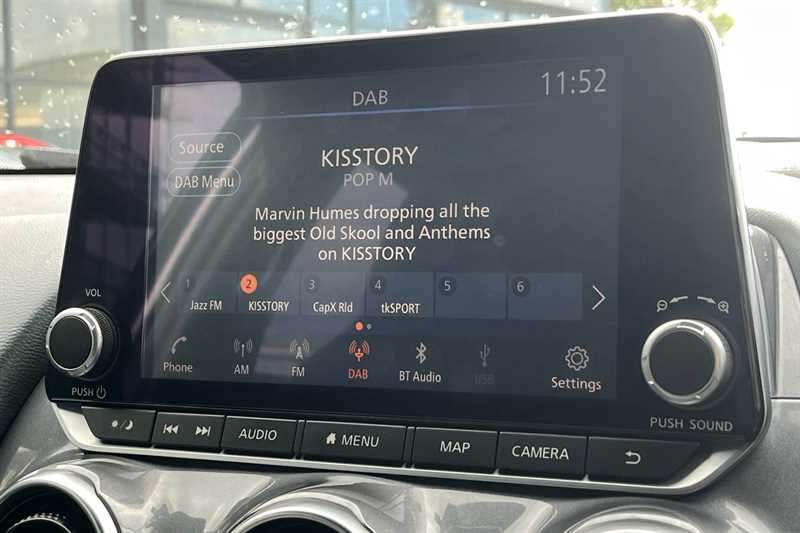 DAB
11:52
Source
KISSTORY
DAB Menu
POP M
Marvin Humes dropping all the
biggest Old Skool and Anthems
on KISSTORY
1 2 3 4 5 6
Jazz FM KISSTORY CapX Rld tkSPORT
VOL
Phone AM FM DAB BT Audio USB Settings
PUSH
PUSH SOUND
AUDIO MENU MAP CAMERA